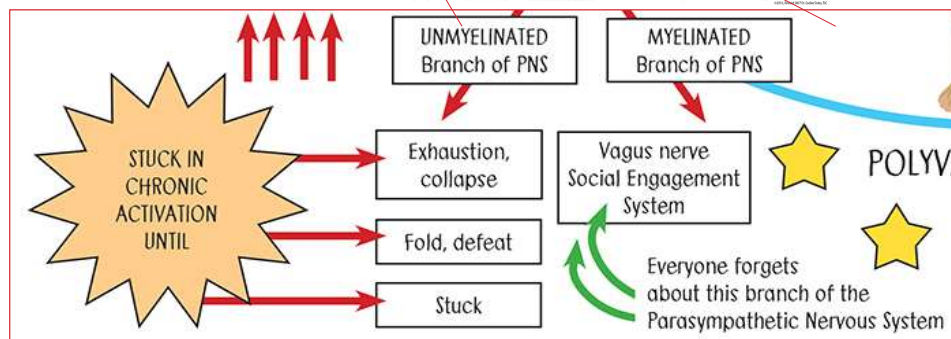 UNMYELINATED
Branch of PNS
MYELINATED
Branch of PNS
STUCK IN
CHRONIC
ACTIVATION
UNTIL
Exhaustion,
collapse
Vagus nerve
Social Engagement
System
POLYV
Fold, defeat
Stuck
Everyone forgets
about this branch of the
Parasympathetic Nervous System